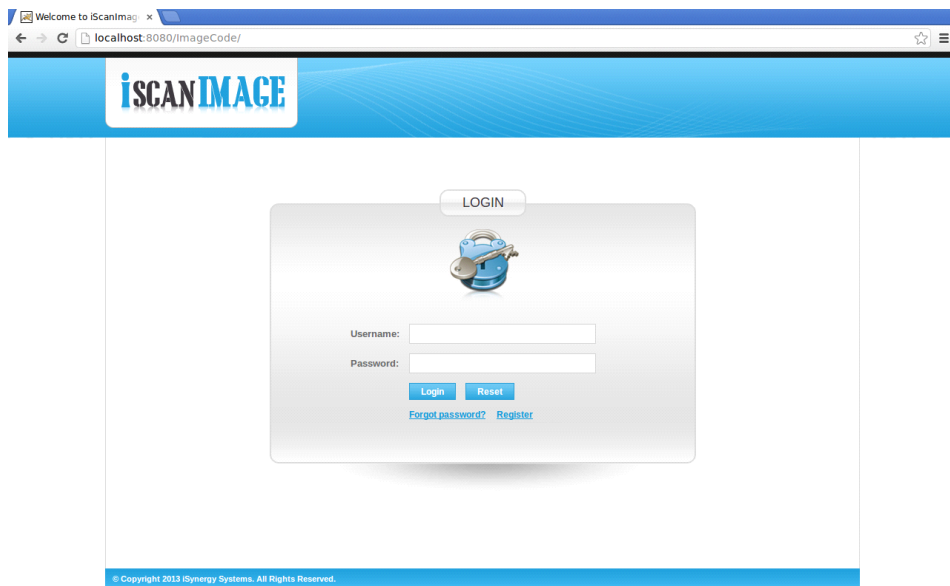 Welcome to iScanImag
localhost:8080/ImageCode/
iSCANIMAGE
LOGIN
Username:
Password:
Login Reset
Forgot password? Register
© Copyright 2013 iSynergy Systems. All Rights Reserved.